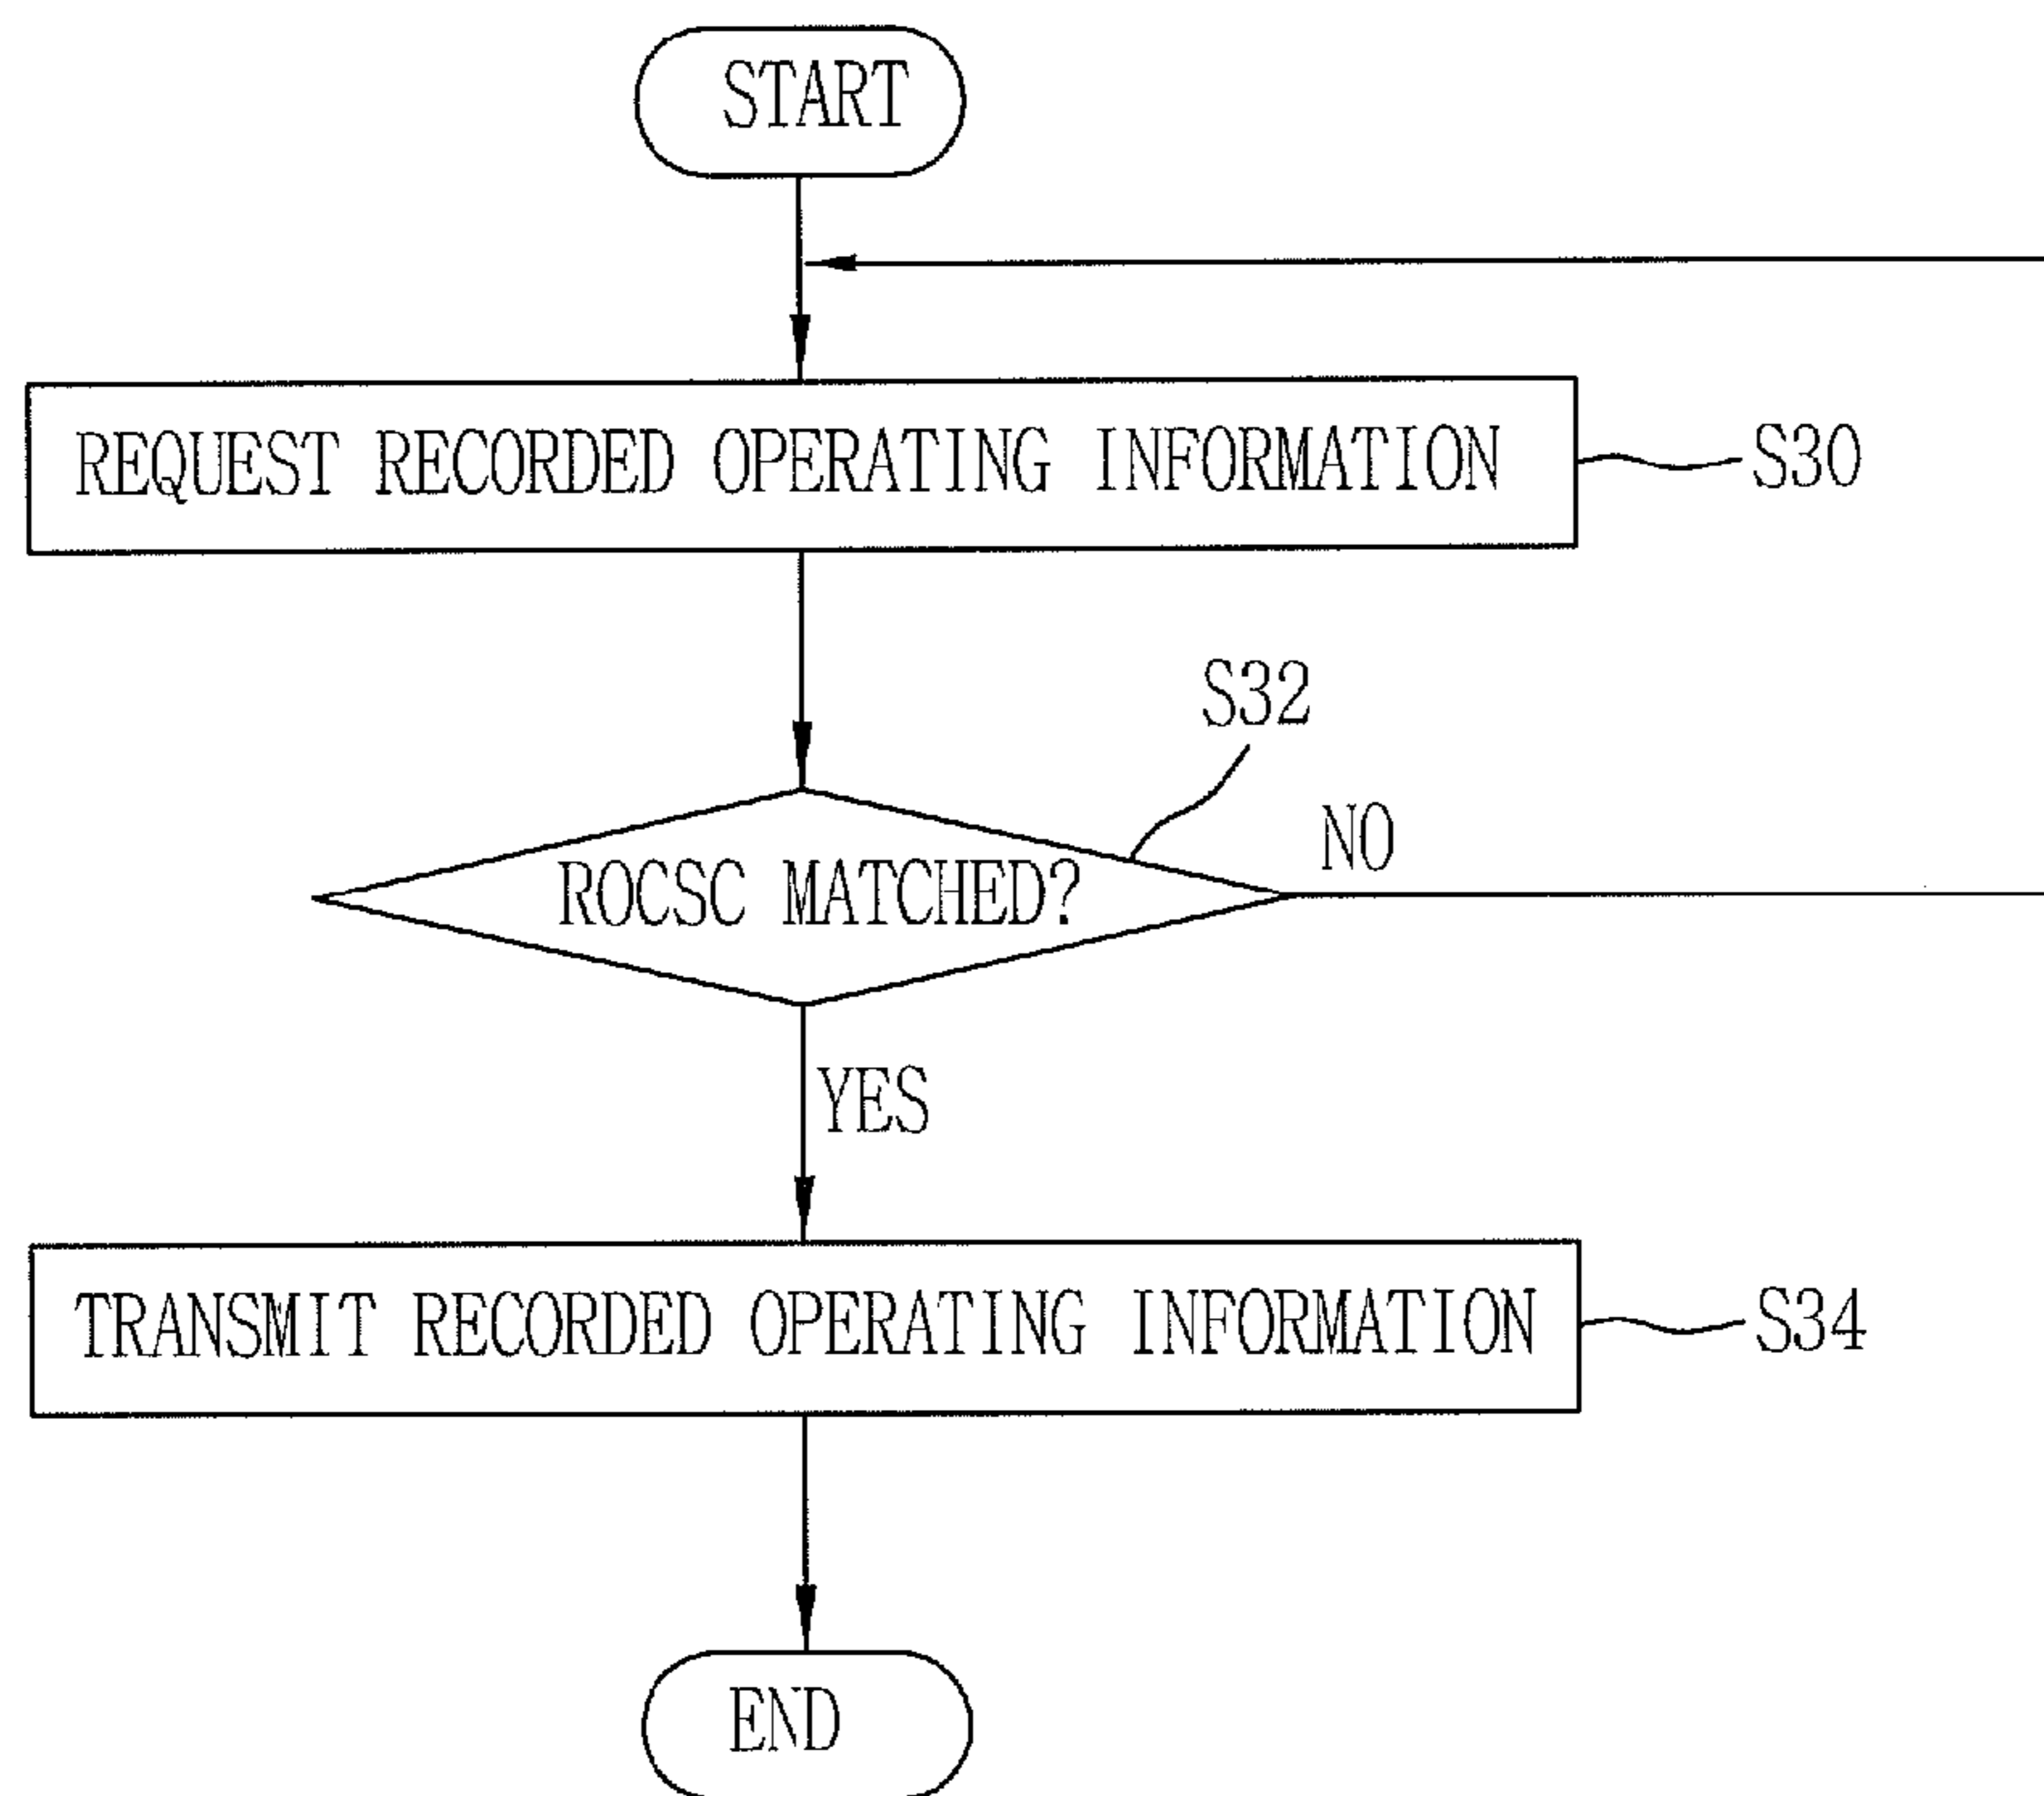 START
REQUEST RECORDED OPERATING INFORMATION
S30
S32
ROCSC MATCHED?
NO
YES
TRANSMIT RECORDED OPERATING INFORMATION
S34
END